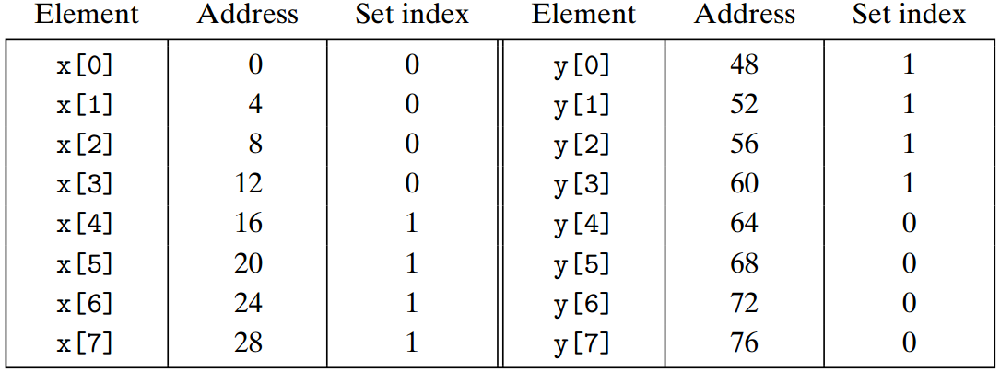 Element Address Set index Element Address Set index
x[0] 0 0 y[0] 48 1
x[1] 4 0 y[1] 52 1
x[2] 8 0 y[2] 56 1
x[3] 12 0 y[3] 60 1
x[4] 16 1 y[4] 64 0
x[5] 20 1 y[5] 68 0
x[6] 24 1 y[6] 72 0
x[7] 28 1 y[7] 76 0